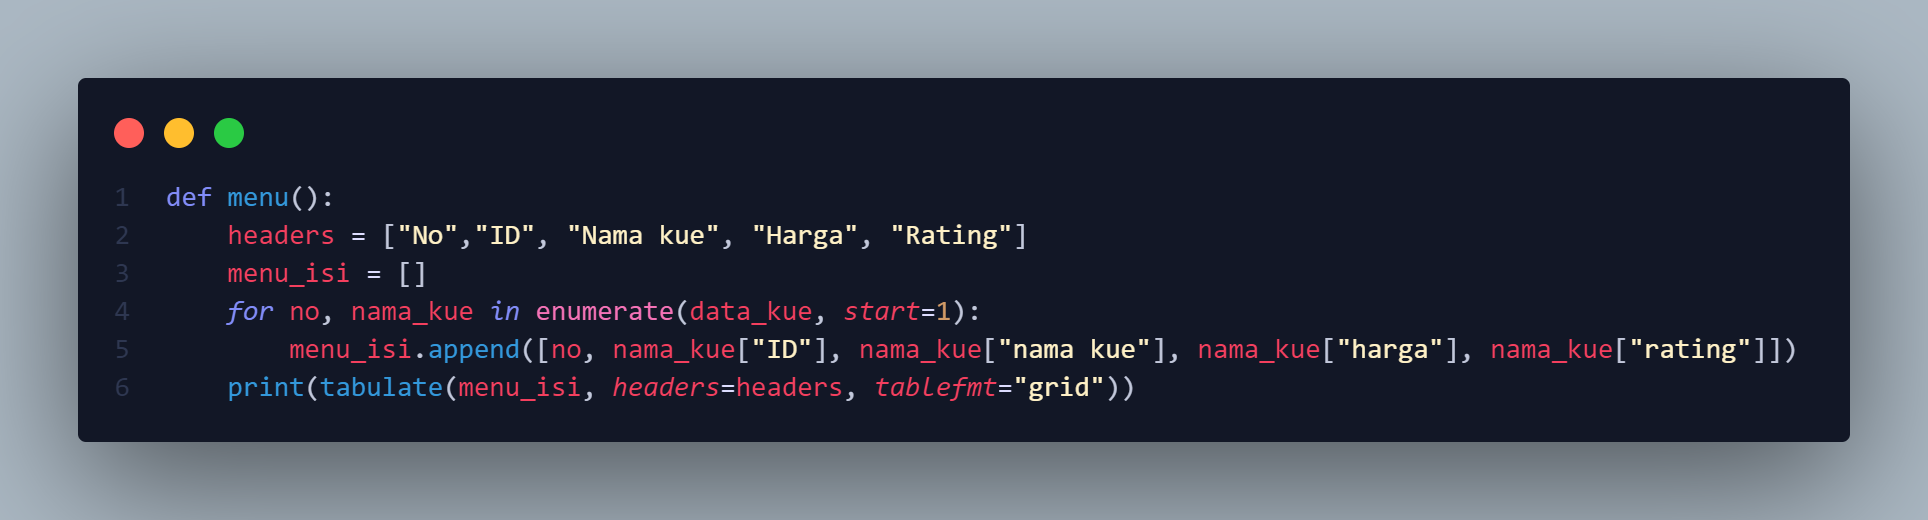 1 def menu():
2     headers = ["No","ID", "Nama kue", "Harga", "Rating"]
3     menu_isi = []
4     for no, nama_kue in enumerate(data_kue, start=1):
5         menu_isi.append([no, nama_kue["ID"], nama_kue["nama kue"], nama_kue["harga"], nama_kue["rating"]])
6     print(tabulate(menu_isi, headers=headers, tablefmt="grid"))